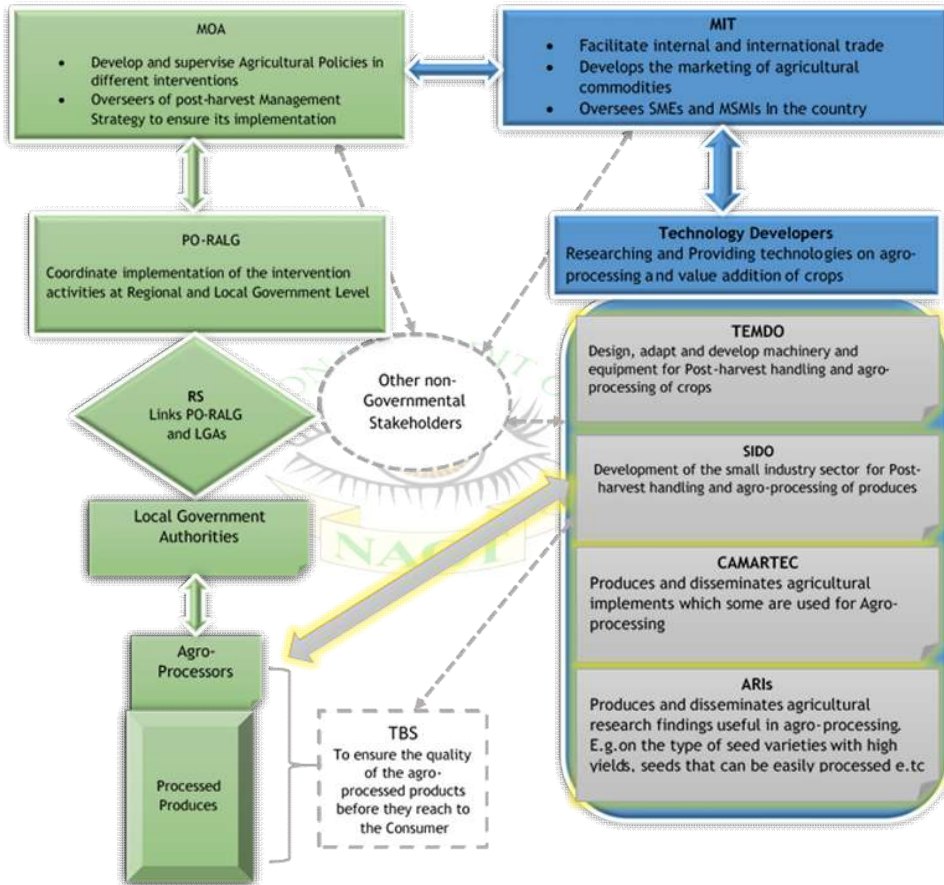 MOA
• Develop and supervise Agricultural Policies in
different interventions
• Overseers of post-harvest Management
Strategy to ensure its implementation
MIT
• Facilitate internal and international trade
• Develops the marketing of agricultural
commodities
• Oversees SMEs and MSMIs In the country
PO-RALG
Coordinate implementation of the intervention
activities at Regional and Local Government Level
Technology Developers
Researching and Providing technologies on agro-
processing and value addition of crops
RS
Links PO-RALG
and LGAs
Other non-
Governmental
Stakeholders
TEMDO
Design, adapt and develop machinery and
equipment for Post-harvest handling and agro-
processing of crops
SIDO
Development of the small industry sector for Post-
harvest handling and agro-processing of produces
Local Government
Authorities
NAOT
CAMARTEC
Produces and disseminates agricultural
implements which some are used for Agro-
processing
Agro-
Processors
Processed
Produces
TBS
To ensure the quality
of the agro-
processed products
before they reach to
the Consumer
ARIs
Produces and disseminates agricultural
research findings useful in agro-processing.
E.g.on the type of seed varieties with high
yields, seeds that can be easily processed e.tc